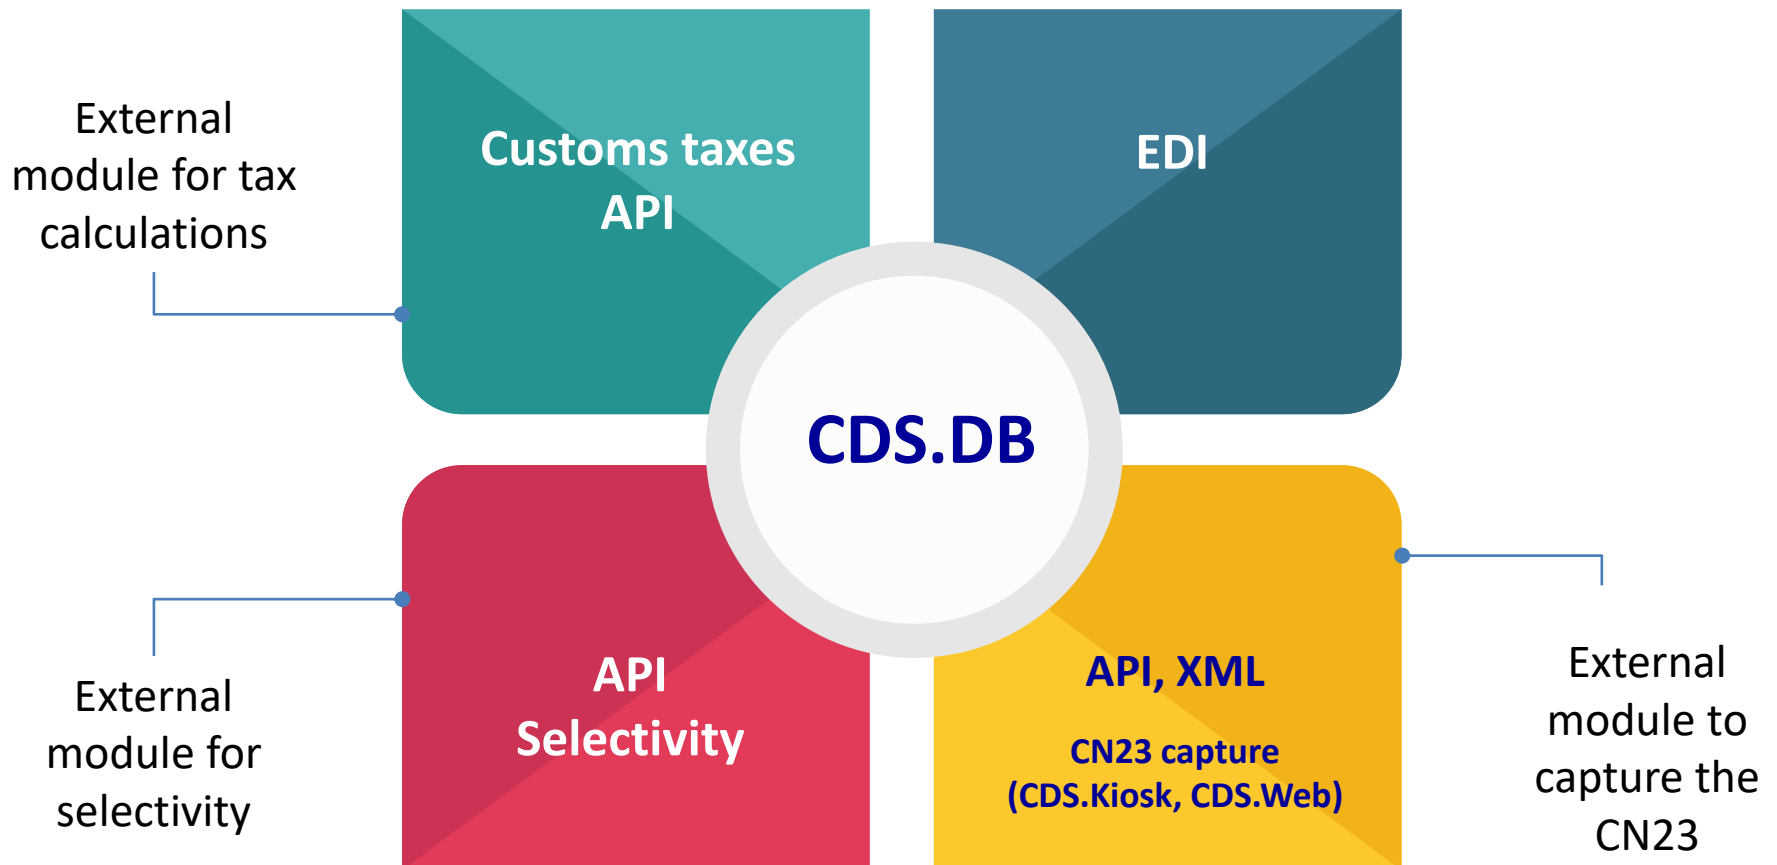 External
module for tax
calculations
Customs taxes
API
EDI
CDS.DB
External
module for
selectivity
API
Selectivity
API, XML
CN23 capture
(CDS.Kiosk, CDS.Web)
External
module to
capture the
CN23